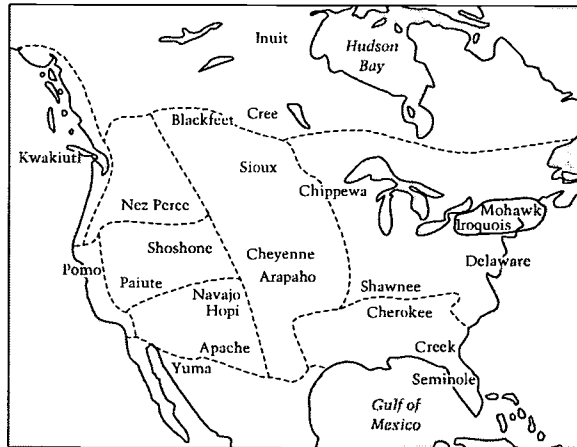 Inuit
Hudson
Bay
Blackfeet
Cree
Kwakiutl
Sioux
Chippewa
Nez Perce
Mohawk
Iroquois
Shoshone
Cheyenne
Delaware
Pomo
Arapaho
Paiute
Navajo
Hopi
Shawnee
Cherokee
Apache
Creek
Yuma
Seminole
Gulf of
Mexico